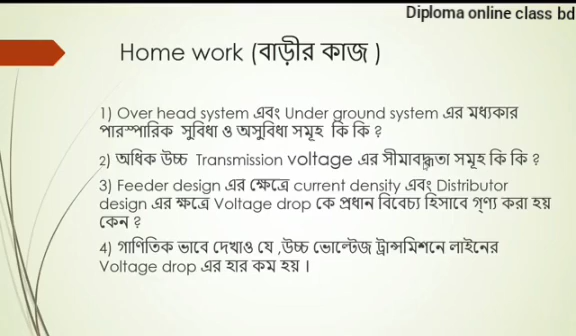 Diploma online class bd
Home work (বাড়ীর কাজ )
1) Over head system এবং Under ground system এর মধ্যকার
পারস্পারিক সুবিধা ও অসুবিধা সমূহ কি কি ?
2) অধিক উচ্চ Transmission voltage এর সীমাবদ্ধতা সমূহ কি কি ?
3) Feeder design এর ক্ষেত্রে current density এবং Distributor
design এর ক্ষত্রে Voltage drop কে প্রধান বিবেচ্য হিসাবে গ্ণ্য করা হয়
কেন ?
4) গাণিতিক ভাবে দেখাও যে ,উচ্চ ভোল্টেজ ট্রান্সমিশনে লাইনের
Voltage drop এর হার কম হয় ।